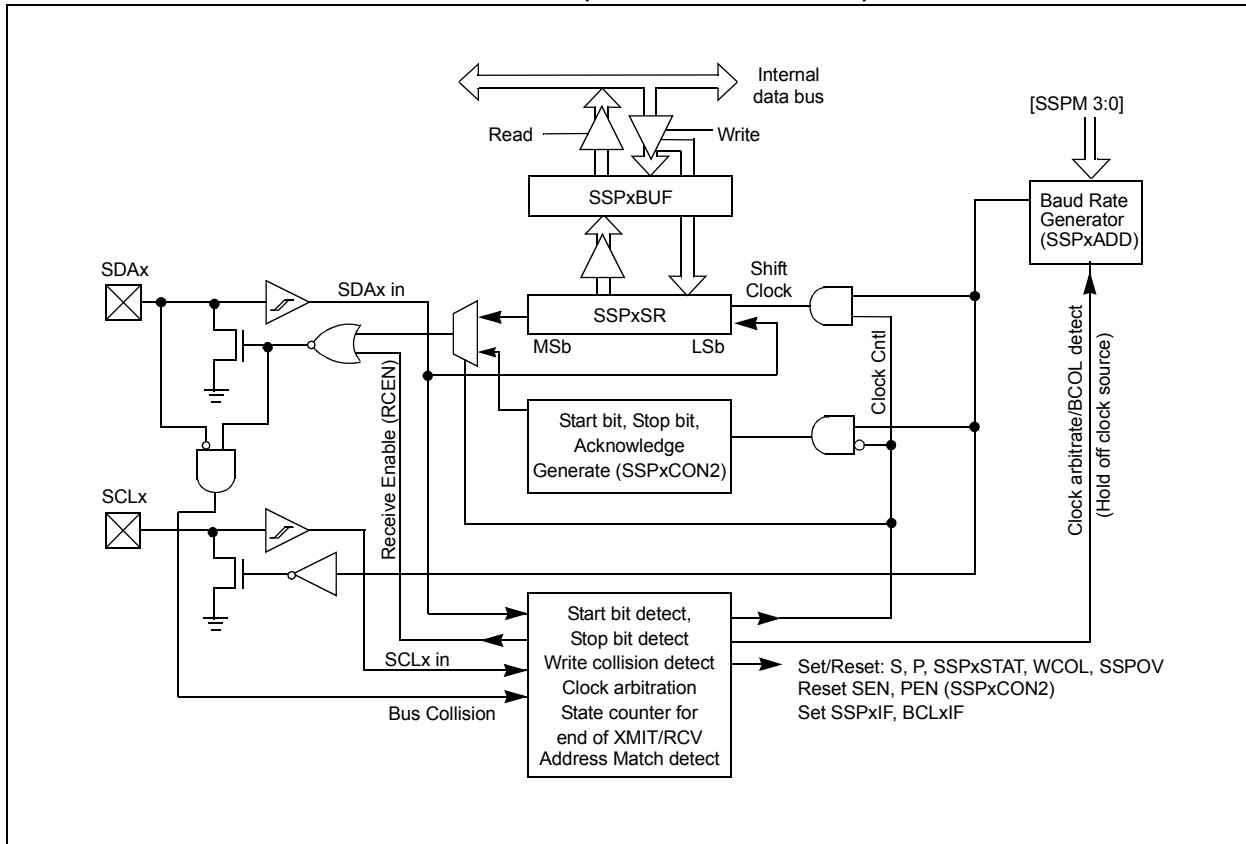 Internal
data bus
[SSPM 3:0]
Read
Write
SSPxBUF
Baud Rate
Generator
(SSPxADD)
SDAx
SDAx in
Shift
Clock
SSPxSR
MSb
LSb
Clock Cntl
Receive Enable (RCEN)
Start bit, Stop bit,
Acknowledge
Generate (SSPxCON2)
Clock arbitrate/BCOL detect
(Hold off clock source)
SCLx
SCLx in
Bus Collision
Start bit detect,
Stop bit detect
Write collision detect
Clock arbitration
State counter for
end of XMIT/RCV
Address Match detect
Set/Reset: S, P, SSPxSTAT, WCOL, SSPOV
Reset SEN, PEN (SSPxCON2)
Set SSPxIF, BCLxIF